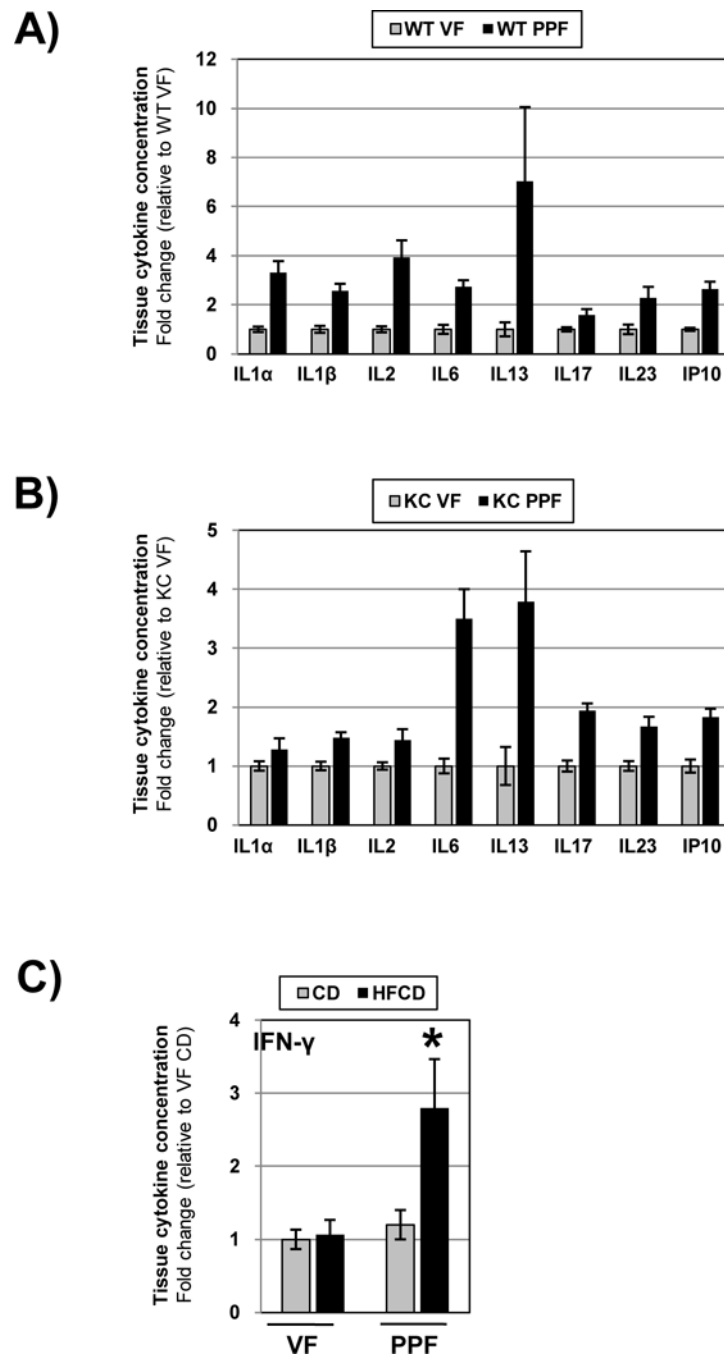 A)
WT VF WT PPF
Tissue cytokine concentration
Fold change (relative to WT VF)
12
10
8
6
4
2
0
IL1α IL1β IL2 IL6 IL13 IL17 IL23 IP10
B)
KC VF KC PPF
Tissue cytokine concentration
Fold change (relative to KC VF)
5
4
3
2
1
0
IL1α IL1β IL2 IL6 IL13 IL17 IL23 IP10
C)
CD HFCD
Tissue cytokine concentration
Fold change (relative to VF CD)
4
3
2
1
0
IFN-γ
*
VF PPF